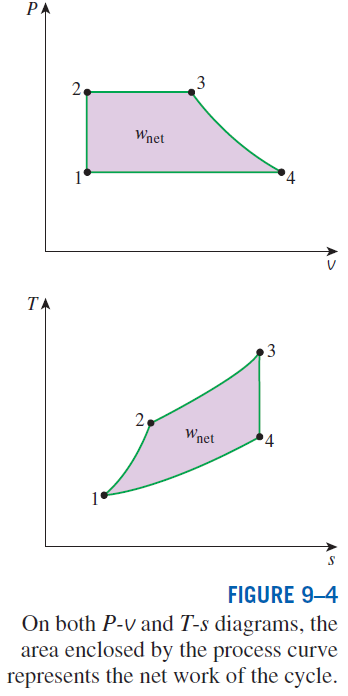 P
2
3
wnet
1
4
v
T
3
2
wnet
4
1
s
FIGURE 9–4
On both P-v and T-s diagrams, the
area enclosed by the process curve
represents the net work of the cycle.